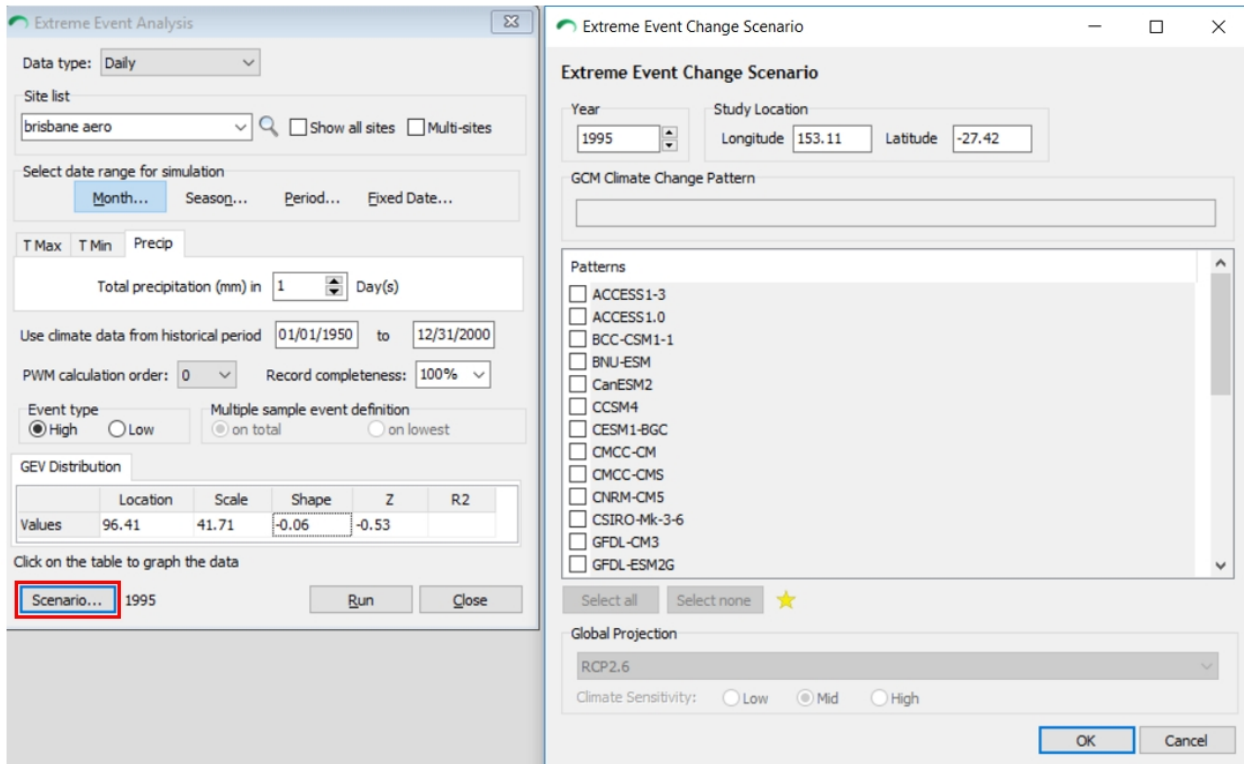 Extreme Event Analysis
Data type: Daily
Site list
brisbane aero Show all sites Multi-sites
Select date range for simulation
Month... Season... Period... Fixed Date...
T Max T Min Precip
Total precipitation (mm) in 1 Day(s)
Use climate data from historical period 01/01/1950 to 12/31/2000
PWM calculation order: 0 Record completeness: 100%
Event type Multiple sample event definition
High Low on total on lowest
GEV Distribution
Location Scale Shape Z R2
Values 96.41 41.71 -0.06 -0.53
Click on the table to graph the data
Scenario... 1995 Run Close
Extreme Event Change Scenario
Extreme Event Change Scenario
Year Study Location
1995 Longitude 153.11 Latitude -27.42
GCM Climate Change Pattern
Patterns
ACCESS1-3
ACCESS1.0
BCC-CSM1-1
BNU-ESM
CanESM2
CCSM4
CESM1-BGC
CMCC-CM
CMCC-CMS
CNRM-CM5
CSIRO-Mk-3-6
GFDL-CM3
GFDL-ESM2G
Select all Select none
Global Projection
RCP2.6
Climate Sensitivity: Low Mid High
OK Cancel